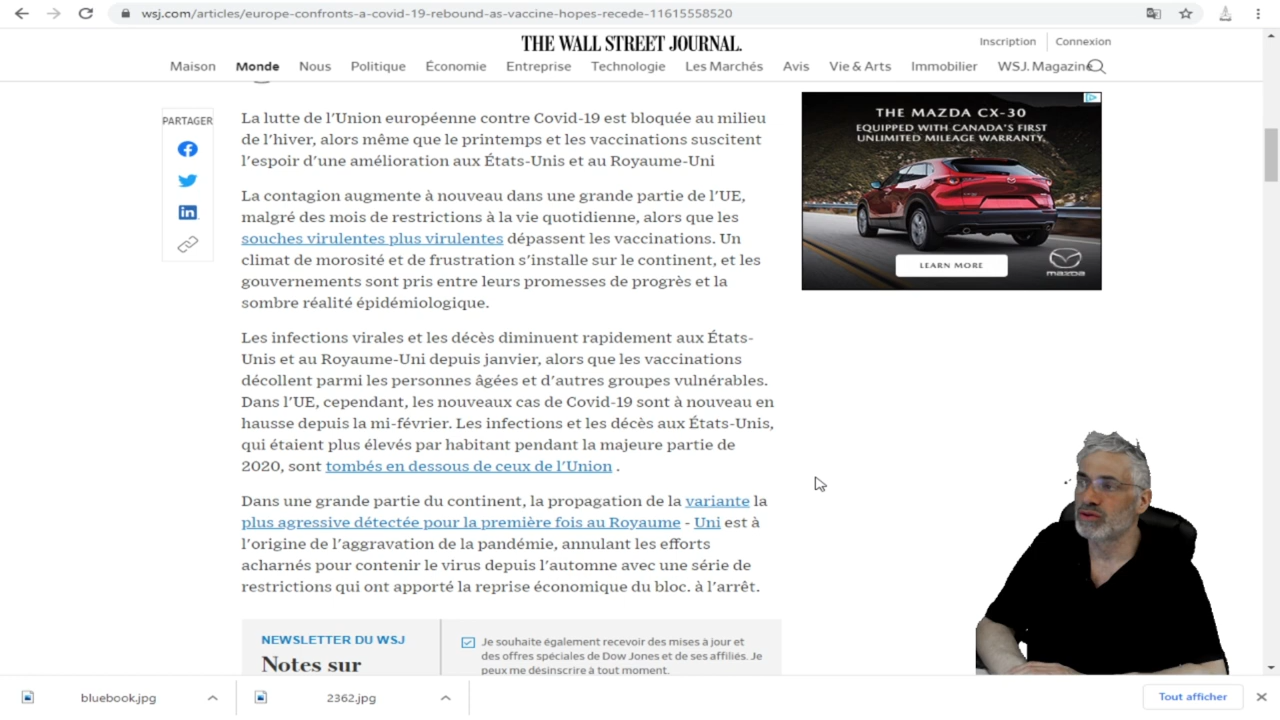 wsj.com/articles/europe-confronts-a-covid-19-rebound-as-vaccine-hopes-recede-11615558520
THE WALL STREET JOURNAL.
Inscription
Connexion
Maison Monde Nous Politique Économie Entreprise Technologie Les Marchés Avis Vie & Arts Immobilier WSJ. Magazine
PARTAGER
La lutte de l'Union européenne contre Covid-19 est bloquée au milieu
de l'hiver, alors même que le printemps et les vaccinations suscitent
l'espoir d'une amélioration aux États-Unis et au Royaume-Uni
La contagion augmente à nouveau dans une grande partie de l'UE,
malgré des mois de restrictions à la vie quotidienne, alors que les
souches virulentes plus virulentes dépassent les vaccinations. Un
climat de morosité et de frustration s'installe sur le continent, et les
gouvernements sont pris entre leurs promesses de progrès et la
sombre réalité épidémiologique.
Les infections virales et les décès diminuent rapidement aux États-
Unis et au Royaume-Uni depuis janvier, alors que les vaccinations
décollent parmi les personnes âgées et d'autres groupes vulnérables.
Dans l'UE, cependant, les nouveaux cas de Covid-19 sont à nouveau en
hausse depuis la mi-février. Les infections et les décès aux États-Unis,
qui étaient plus élevés par habitant pendant la majeure partie de
2020, sont tombés en dessous de ceux de l'Union .
Dans une grande partie du continent, la propagation de la variante la
plus agressive détectée pour la première fois au Royaume - Uni est à
l'origine de l'aggravation de la pandémie, annulant les efforts
acharnés pour contenir le virus depuis l'automne avec une série de
restrictions qui ont apporté la reprise économique du bloc. à l'arrêt.
THE MAZDA CX-30
EQUIPPED WITH CANADA'S FIRST
UNLIMITED MILEAGE WARRANTY.
LEARN MORE
mazda
NEWSLETTER DU WSJ
Notes sur
Je souhaite également recevoir des mises à jour et
des offres spéciales de Dow Jones et de ses affiliés. Je
peux me désinscrire à tout moment.
bluebook.jpg
2362.jpg
Tout afficher